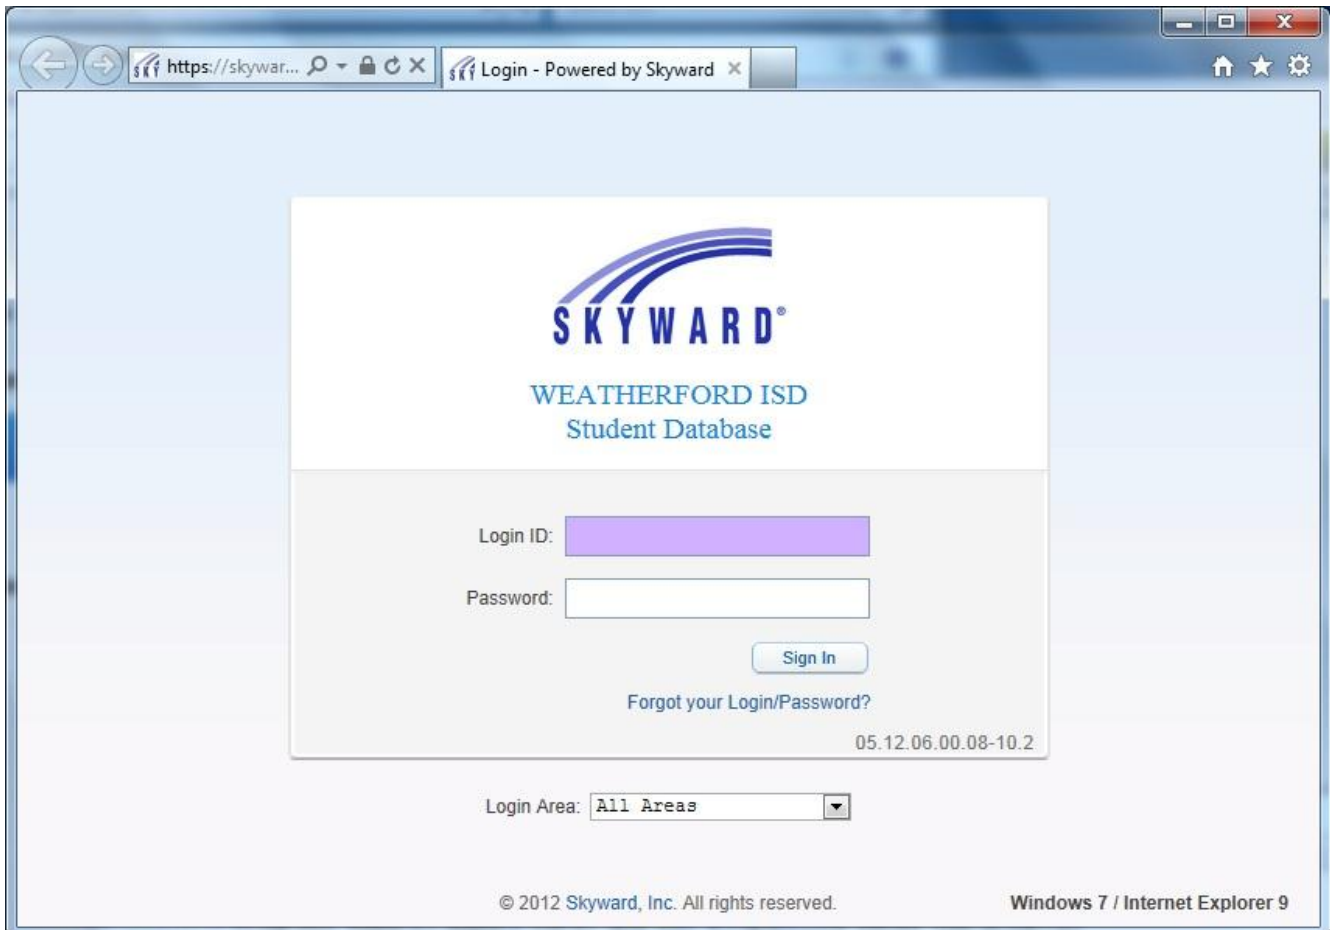 https://skywar...
Login - Powered by Skyward
SKYWARD®
WEATHERFORD ISD
Student Database
Login ID:
Password:
Sign In
Forgot your Login/Password?
05.12.06.00.08-10.2
Login Area: All Areas
© 2012 Skyward, Inc. All rights reserved.
Windows 7 / Internet Explorer 9